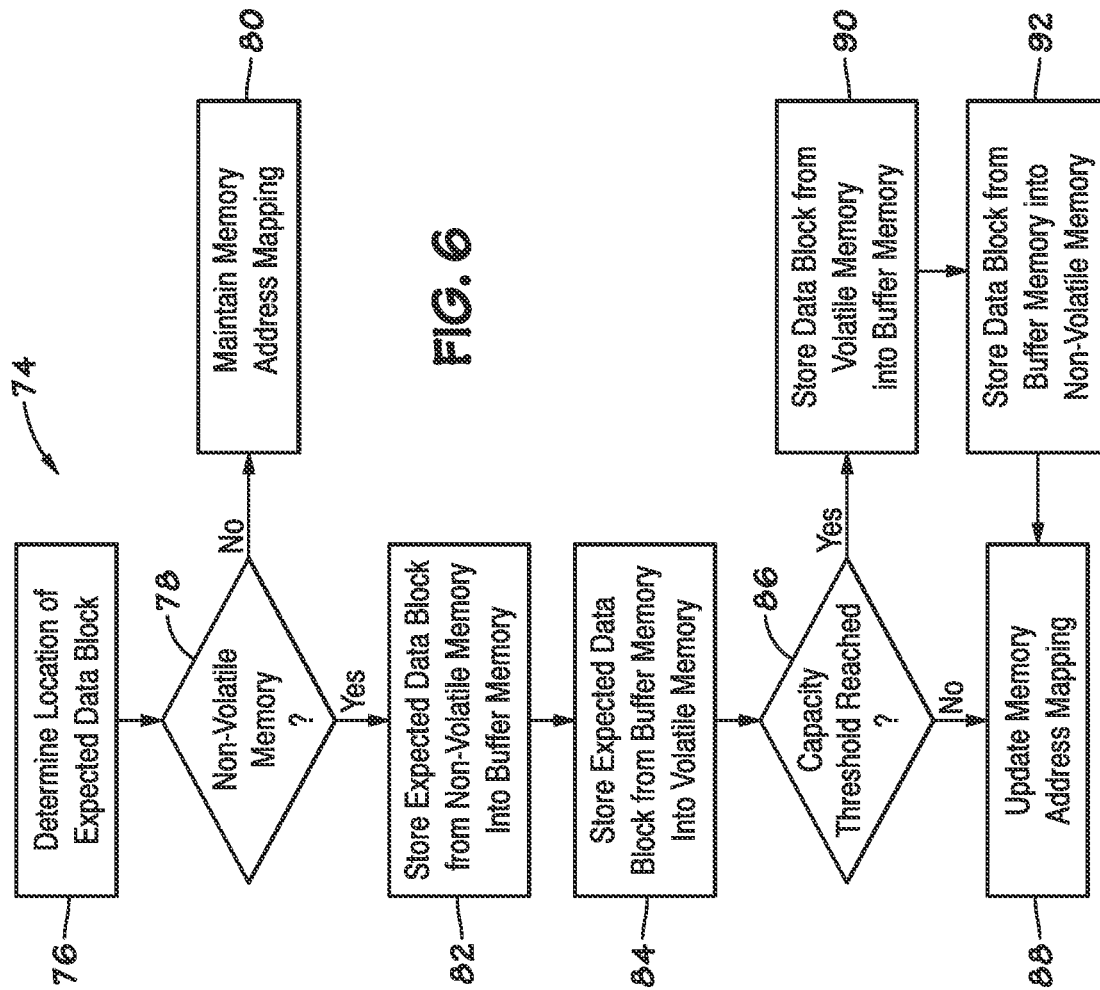 74
76
Determine Location of
Expected Data Block
78
Non-Volatile
Memory
?
No
Maintain Memory
Address Mapping
80
Yes
82
Store Expected Data Block
from Non-Volatile Memory
Into Buffer Memory
84
Store Expected Data
Block from Buffer Memory
Into Volatile Memory
86
Capacity
Threshold Reached
?
Yes
Store Data Block from
Volatile Memory
into Buffer Memory
90
No
88
Update Memory
Address Mapping
Store Data Block from
Buffer Memory into
Non-Volatile Memory
92
FIG. 6